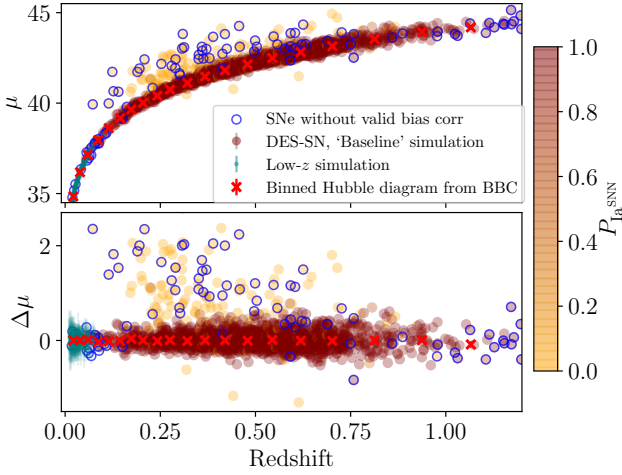 45
40
35
μ
SNe without valid bias corr
DES-SN, ‘Baseline’ simulation
Low-z simulation
Binned Hubble diagram from BBC
2
0
Δμ
0.00 0.25 0.50 0.75 1.00
Redshift
1.0
0.8
0.6
0.4
0.2
0.0
P_Ia^SNN